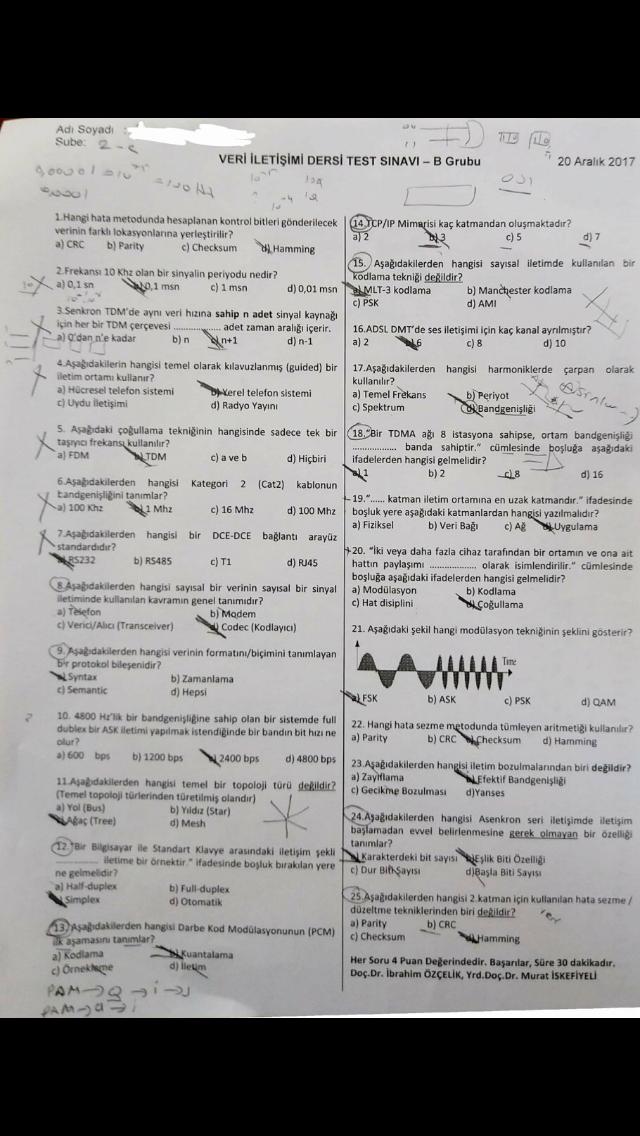 Adı Soyadı :
Şube: 2-c
VERİ İLETİŞİMİ DERSİ TEST SINAVI – B Grubu 20 Aralık 2017
1.Hangi hata metodunda hesaplanan kontrol bitleri gönderilecek
verinin farklı lokasyonlarına yerleştirilir?
a) CRC b) Parity c) Checksum d) Hamming
2.Frekansı 10 Khz olan bir sinyalin periyodu nedir?
a) 0,1 sn b) 0,1 msn c) 1 msn d) 0,01 msn
3.Senkron TDM'de aynı veri hızına sahip n adet sinyal kaynağı
için her bir TDM çerçevesi .................. adet zaman aralığı içerir.
a) 0'dan n'e kadar b) n c) n+1 d) n-1
4.Aşağıdakilerin hangisi temel olarak kılavuzlanmış (guided) bir
iletim ortamı kullanır?
a) Hücresel telefon sistemi b) Yerel telefon sistemi
c) Uydu İletişimi d) Radyo Yayını
5. Aşağıdaki çoğullama tekniğinin hangisinde sadece tek bir
taşıyıcı frekansı kullanılır?
a) FDM b) TDM c) a ve b d) Hiçbiri
6.Aşağıdakilerden hangisi Kategori 2 (Cat2) kablonun
bandgenişliğini tanımlar?
a) 100 Khz b) 1 Mhz c) 16 Mhz d) 100 Mhz
7.Aşağıdakilerden hangisi bir DCE-DCE bağlantı arayüz
standardıdır?
a) RS232 b) RS485 c) T1 d) RJ45
8.Aşağıdakilerden hangisi sayısal bir verinin sayısal bir sinyal
iletiminde kullanılan kavramın genel tanımıdır?
a) Telefon b) Modem
c) Verici/Alıcı (Transceiver) d) Codec (Kodlayıcı)
9. Aşağıdakilerden hangisi verinin formatını/biçimini tanımlayan
bir protokol bileşenidir?
a) Syntax b) Zamanlama
c) Semantic d) Hepsi
10. 4800 Hz'lik bir bandgenişliğine sahip olan bir sistemde full
dublex bir ASK iletimi yapılmak istendiğinde bir bandın bit hızı ne
olur?
a) 600 bps b) 1200 bps c) 2400 bps d) 4800 bps
11.Aşağıdakilerden hangisi temel bir topoloji türü değildir?
(Temel topoloji türlerinden türetilmiş olandır)
a) Yol (Bus) b) Yıldız (Star)
c) Ağaç (Tree) d) Mesh
12."Bir Bilgisayar ile Standart Klavye arasındaki iletişim şekli
.................. iletime bir örnektir." ifadesinde boşluk bırakılan yere
ne gelmelidir?
a) Half-duplex b) Full-duplex
c) Simplex d) Otomatik
13) Aşağıdakilerden hangisi Darbe Kod Modülasyonunun (PCM)
ilk aşamasını tanımlar?
a) Kodlama b) Kuantalama
c) Örnekleme d) İletim
PAM→Q→i→
PAM→Q→i
14.TCP/IP Mimarisi kaç katmandan oluşmaktadır?
a) 2 b) 3 c) 5 d) 7
15. Aşağıdakilerden hangisi sayısal iletimde kullanılan bir
kodlama tekniği değildir?
a) MLT-3 kodlama b) Manchester kodlama
c) PSK d) AMI
16.ADSL DMT'de ses iletişimi için kaç kanal ayrılmıştır?
a) 2 b) 6 c) 8 d) 10
17.Aşağıdakilerden hangisi harmoniklerde çarpan olarak
kullanılır?
a) Temel Frekans b) Periyot
c) Spektrum d) Bandgenişliği
18."Bir TDMA ağı 8 istasyona sahipse, ortam bandgenişliği
.................. banda sahiptir." cümlesinde boşluğa aşağıdaki
ifadelerden hangisi gelmelidir?
a) 1 b) 2 c) 8 d) 16
19."...... katman iletim ortamına en uzak katmandır." ifadesinde
boşluk yere aşağıdaki katmanlardan hangisi yazılmalıdır?
a) Fiziksel b) Veri Bağı c) Ağ d) Uygulama
20. "İki veya daha fazla cihaz tarafından bir ortamın ve ona ait
hattın paylaşımı .................. olarak isimlendirilir." cümlesinde
boşluğa aşağıdaki ifadelerden hangisi gelmelidir?
a) Modülasyon b) Kodlama
c) Hat disiplini d) Çoğullama
21. Aşağıdaki şekil hangi modülasyon tekniğinin şeklini gösterir?
Time
a) FSK b) ASK c) PSK d) QAM
22. Hangi hata sezme metodunda tümleyen aritmetiği kullanılır?
a) Parity b) CRC c) Checksum d) Hamming
23.Aşağıdakilerden hangisi iletim bozulmalarından biri değildir?
a) Zayıflama b) Efektif Bandgenişliği
c) Gecikme Bozulması d)Yanses
24.Aşağıdakilerden hangisi Asenkron seri iletişimde iletişim
başlamadan evvel belirlenmesine gerek olmayan bir özelliği
tanımlar?
a) Karakterdeki bit sayısı b) Eşlik Biti Özelliği
c) Dur Biti Sayısı d)Başla Biti Sayısı
25.Aşağıdakilerden hangisi 2.katman için kullanılan hata sezme /
düzeltme tekniklerinden biri değildir?
a) Parity b) CRC
c) Checksum d) Hamming
Her Soru 4 Puan Değerindedir. Başarılar, Süre 30 dakikadır.
Doç.Dr. İbrahim ÖZÇELİK, Yrd.Doç.Dr. Murat İSKEFİYELİ